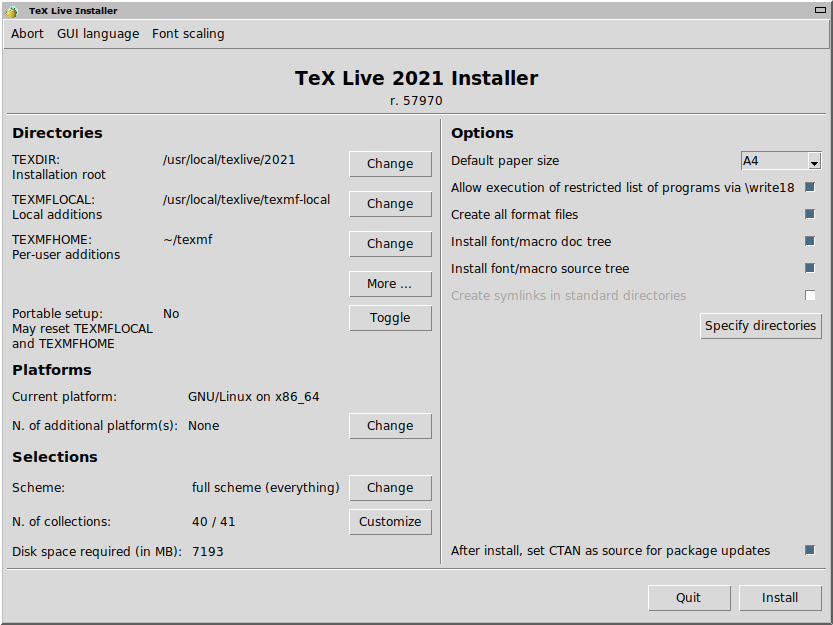 TeX Live Installer
Abort GUI language Font scaling
TeX Live 2021 Installer
r. 57970
Directories
TEXDIR: /usr/local/texlive/2021 Change
Installation root
TEXMFLOCAL: /usr/local/texlive/texmf-local Change
Local additions
TEXMFHOME: ~/texmf Change
Per-user additions
More ...
Portable setup: No Toggle
May reset TEXMFLOCAL
and TEXMFHOME
Platforms
Current platform: GNU/Linux on x86_64
N. of additional platform(s): None Change
Selections
Scheme: full scheme (everything) Change
N. of collections: 40 / 41 Customize
Disk space required (in MB): 7193
Options
Default paper size A4
Allow execution of restricted list of programs via \write18
Create all format files
Install font/macro doc tree
Install font/macro source tree
Create symlinks in standard directories
Specify directories
After install, set CTAN as source for package updates
Quit Install